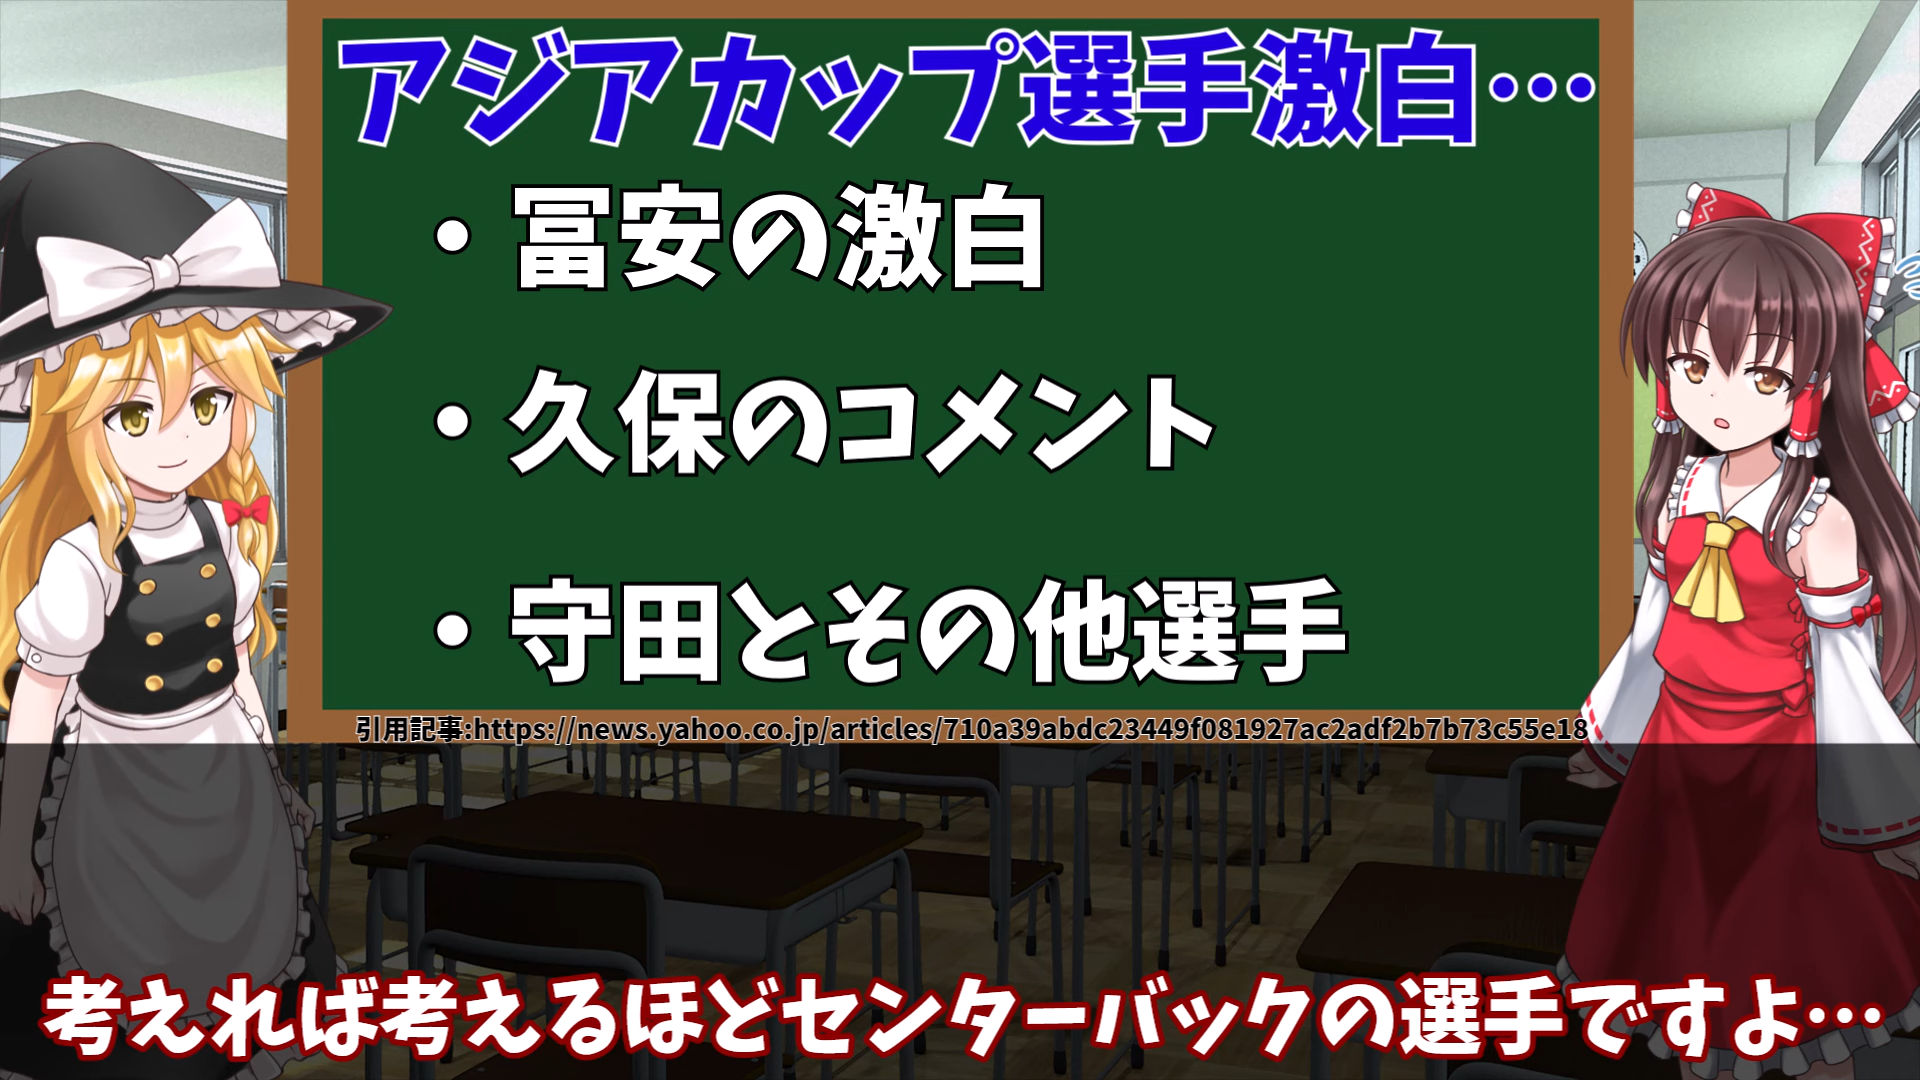 アジアカップ選手激白…
・冨安の激白
・久保のコメント
・守田とその他選手
引用記事:https://news.yahoo.co.jp/articles/710a39abdc23449f081927ac2adf2b7b73c55e18
考えれば考えるほどセンターバックの選手ですよ…